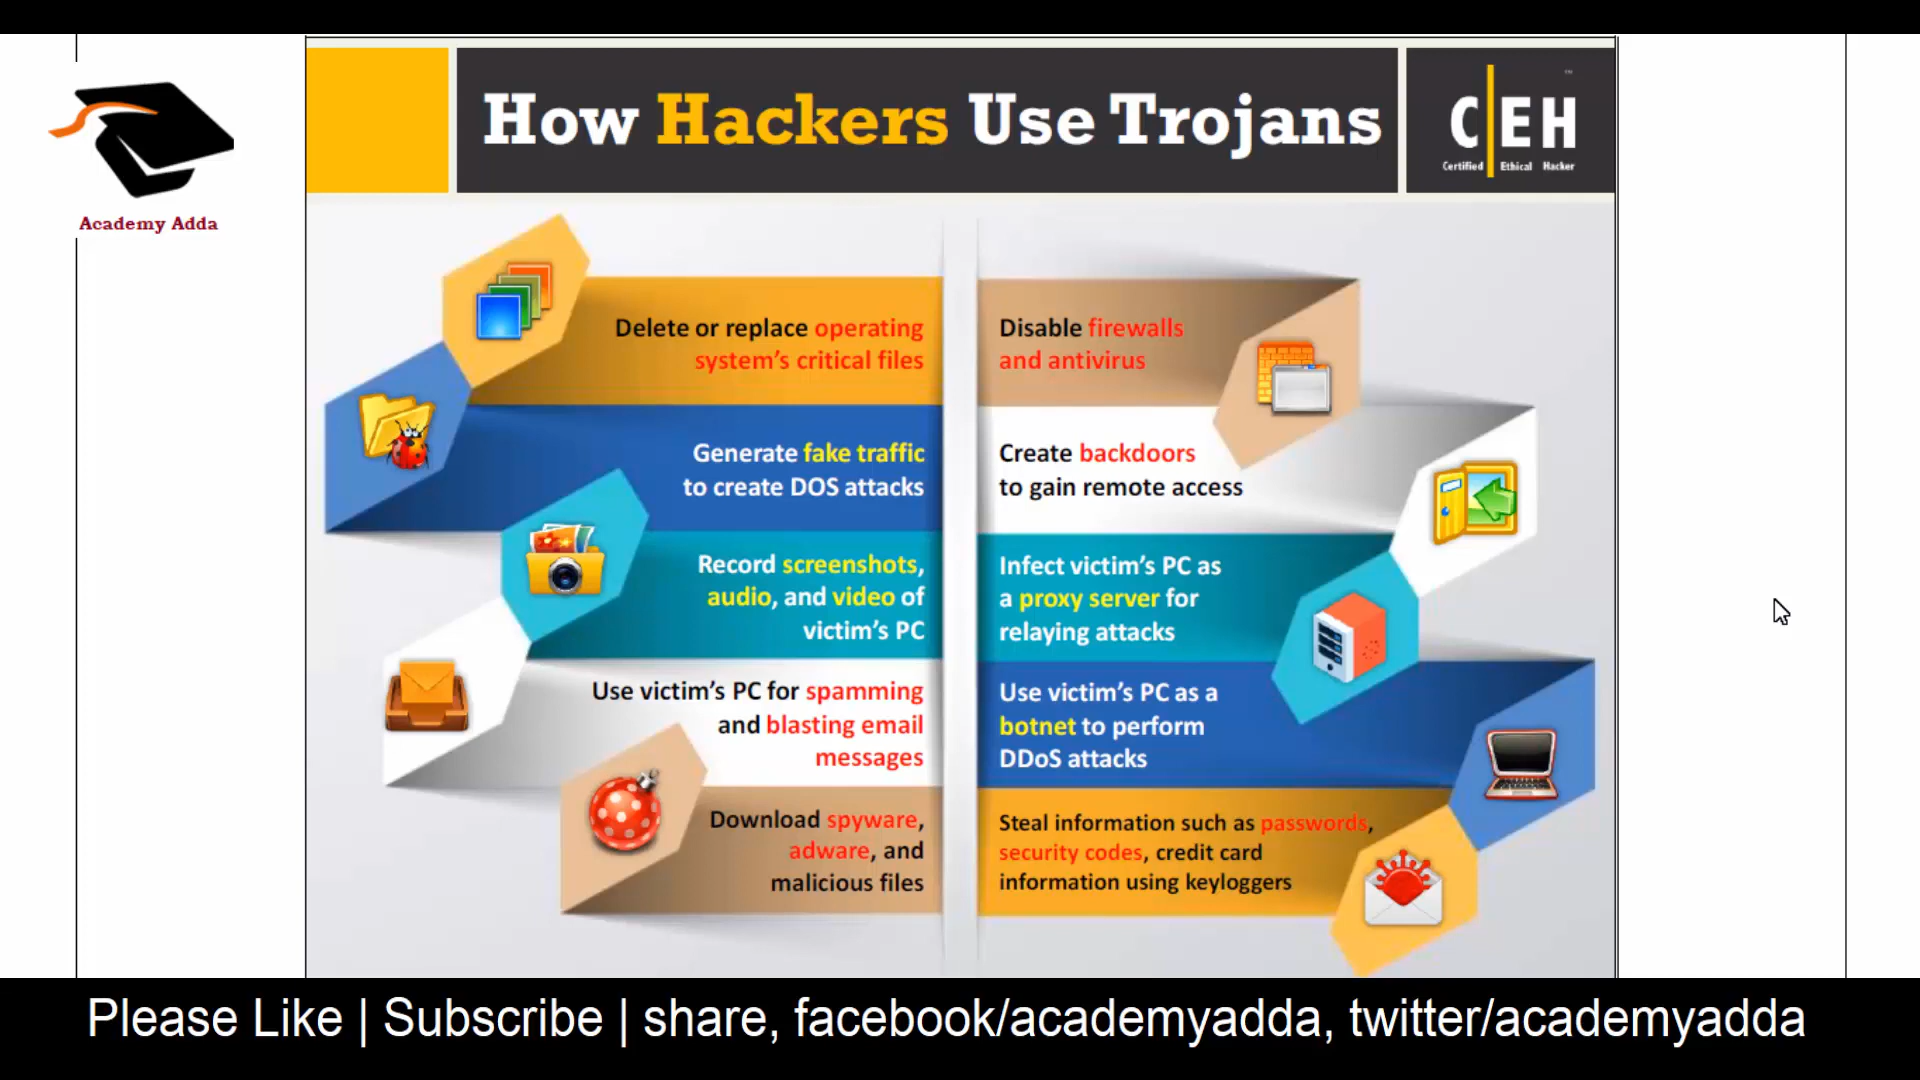 How Hackers Use Trojans
C|EH
™
Certified Ethical Hacker
Academy Adda
Delete or replace operating
system's critical files
Generate fake traffic
to create DOS attacks
Record screenshots,
audio, and video of
victim's PC
Use victim's PC for spamming
and blasting email
messages
Download spyware,
adware, and
malicious files
Disable firewalls
and antivirus
Create backdoors
to gain remote access
Infect victim's PC as
a proxy server for
relaying attacks
Use victim's PC as a
botnet to perform
DDoS attacks
Steal information such as passwords,
security codes, credit card
information using keyloggers
Please Like | Subscribe | share, facebook/academyadda, twitter/academyadda